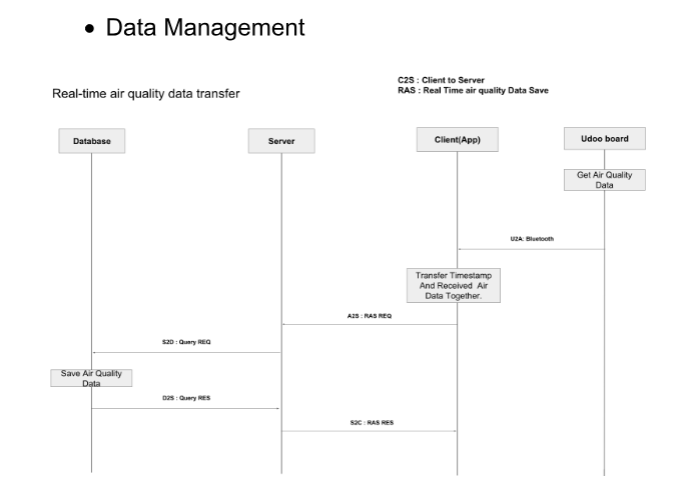 • Data Management
C2S : Client to Server
RAS : Real Time air quality Data Save
Real-time air quality data transfer
Database
Server
Client(App)
Udoo board
Get Air Quality
Data
U2A: Bluetooth
Transfer Timestamp
And Received Air
Data Together.
A2S : RAS REQ
S2D : Query REQ
Save Air Quality
Data
D2S : Query RES
S2C : RAS RES